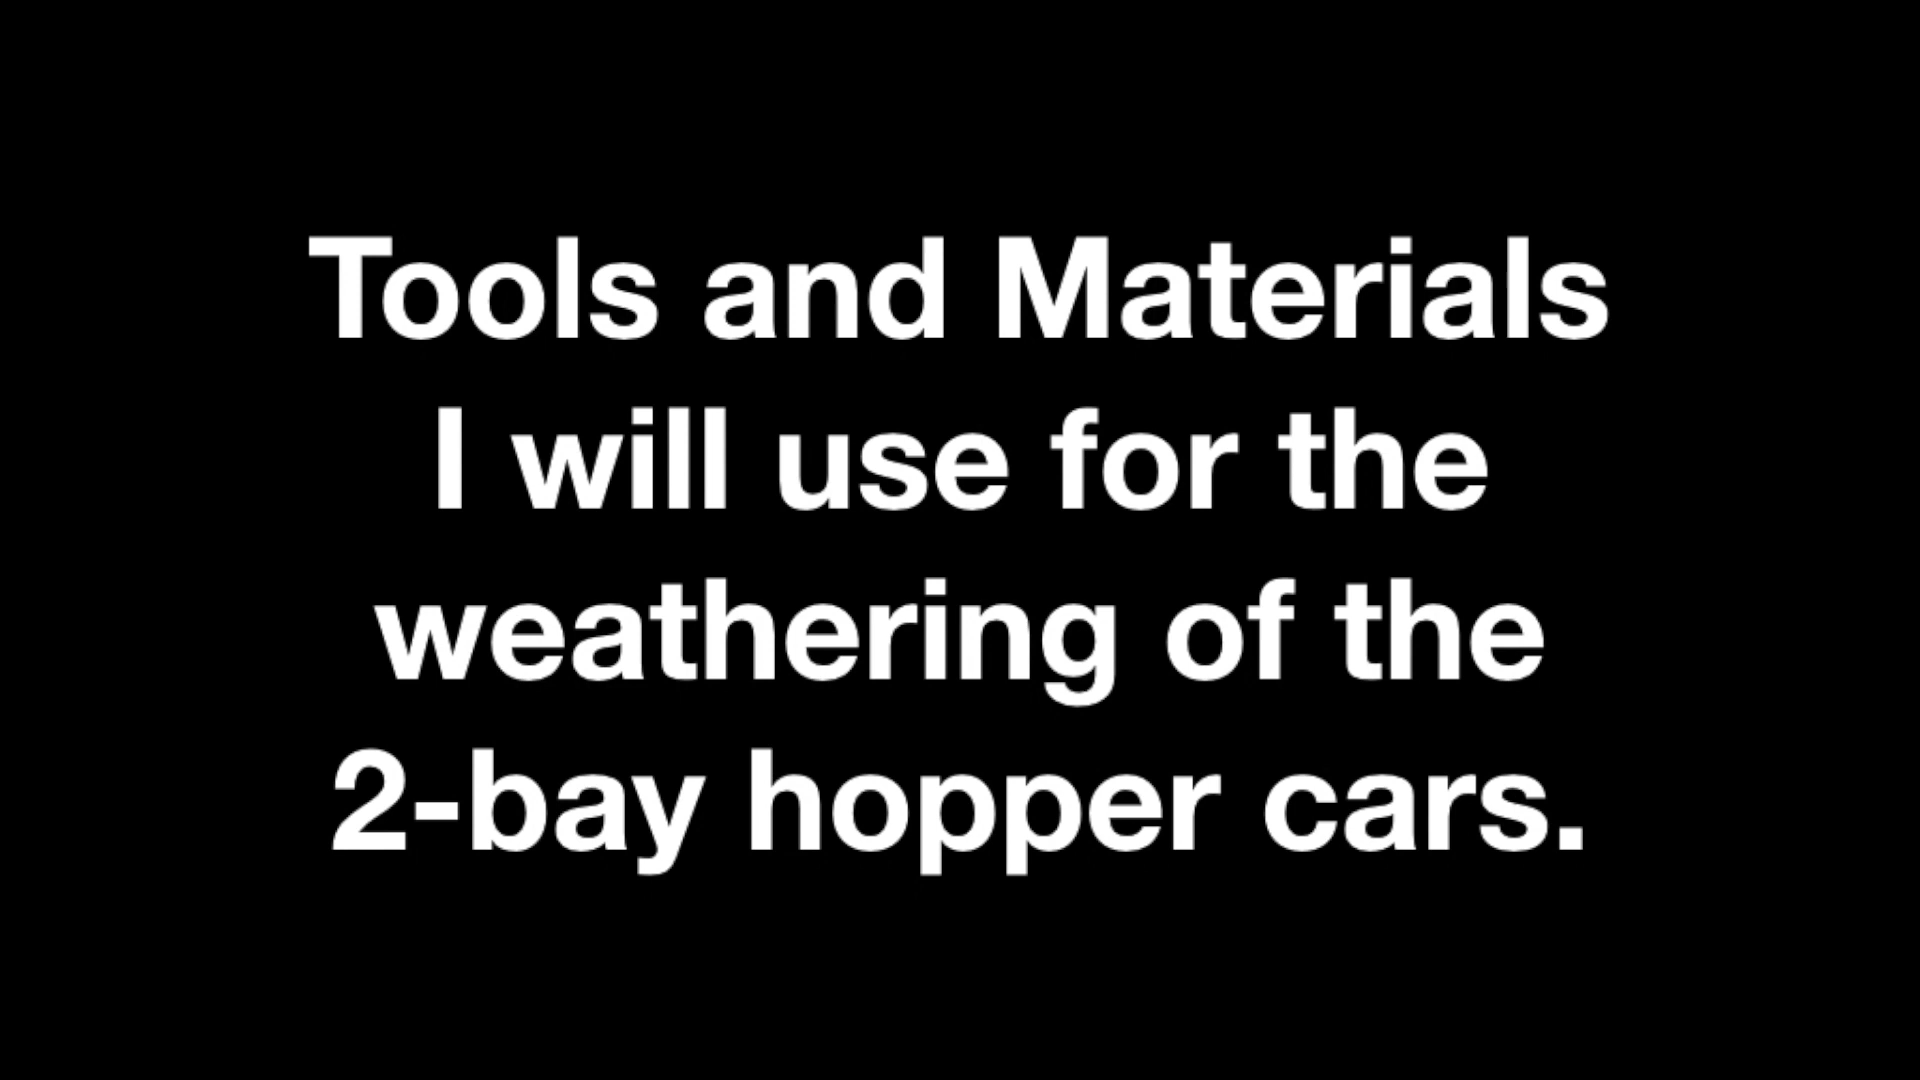 Tools and Materials
I will use for the
weathering of the
2-bay hopper cars.